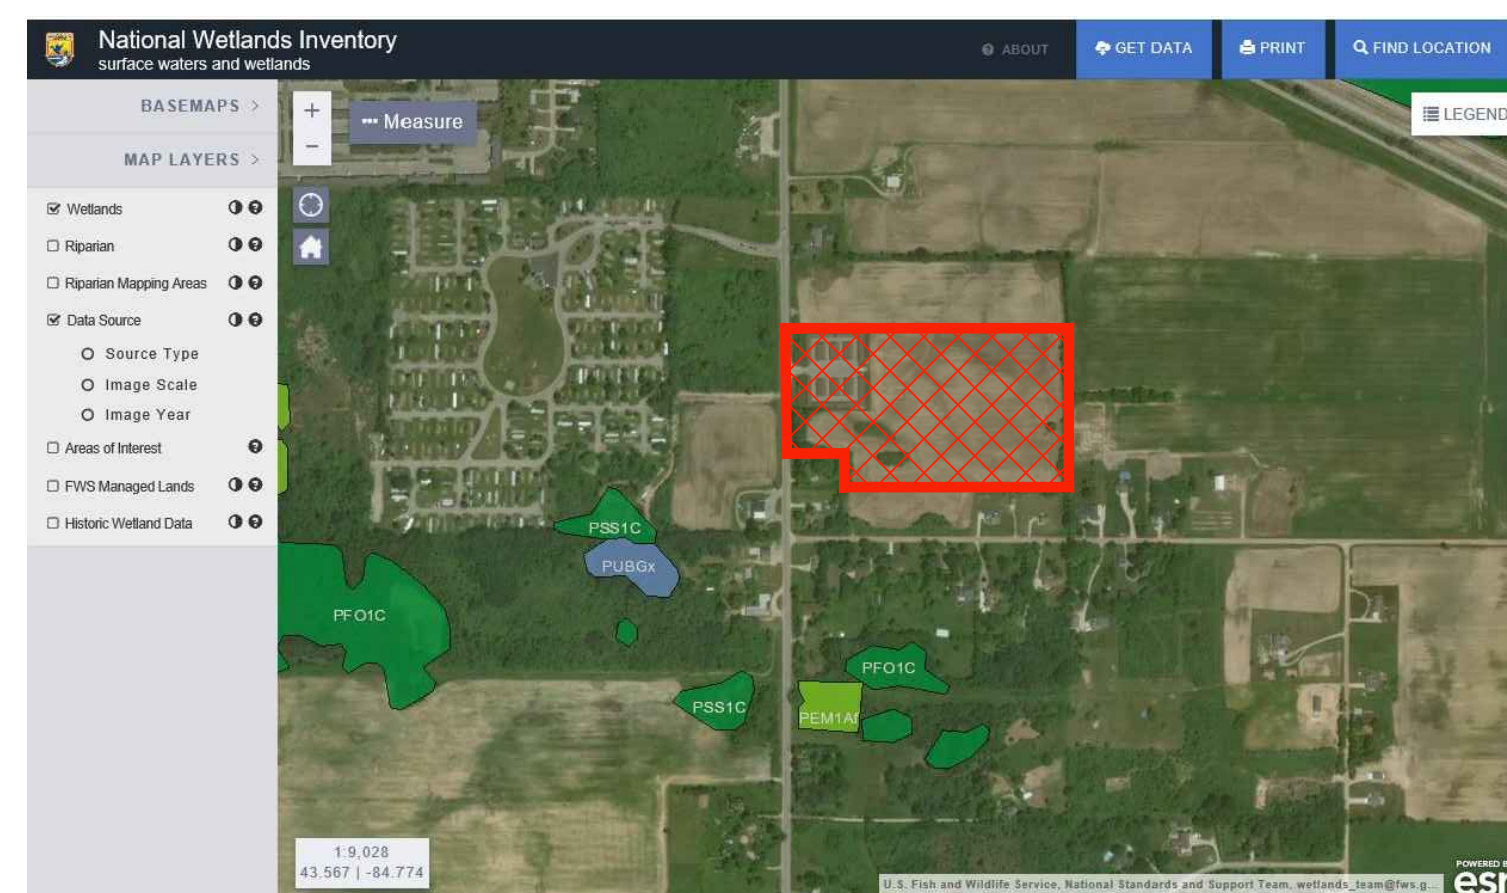 National Wetlands Inventory
surface waters and wetlands
ABOUT
GET DATA
PRINT
FIND LOCATION
BASEMAPS >
MAP LAYERS >
Wetlands
Riparian
Riparian Mapping Areas
Data Source
Source Type
Image Scale
Image Year
Areas of Interest
FWS Managed Lands
Historic Wetland Data
+
Measure
−
LEGEND
PSS1C
PUBGx
PFO1C
PFO1C
PSS1C
PEM1Af
1:9,028
43.567 | -84.774
U.S. Fish and Wildlife Service, National Standards and Support Team, wetlands_team@fws.g...
POWERED B
esri